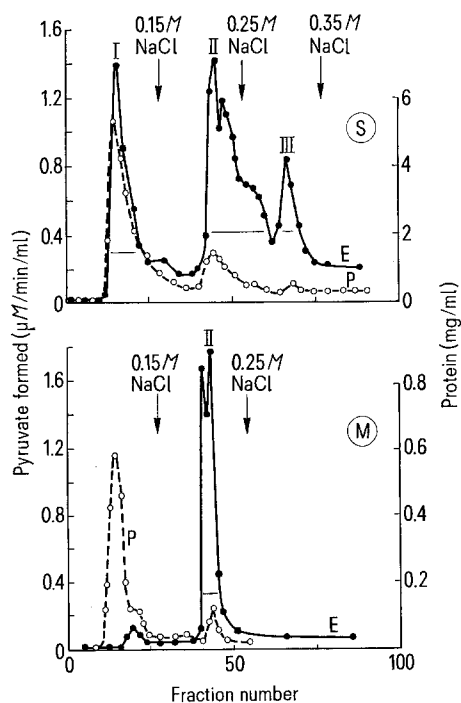 1.6
I
0.15M
NaCl
II
0.25M
NaCl
0.35M
NaCl
1.2
6
S
III
0.8
4
0.4
2
E
P
0
0
Pyruvate formed (μM/min/ml)
Protein (mg/ml)
0.15M
NaCl
II
0.25M
NaCl
1.6
0.8
M
1.2
0.6
P
0.8
0.4
0.4
0.2
E
0
0
50
100
Fraction number